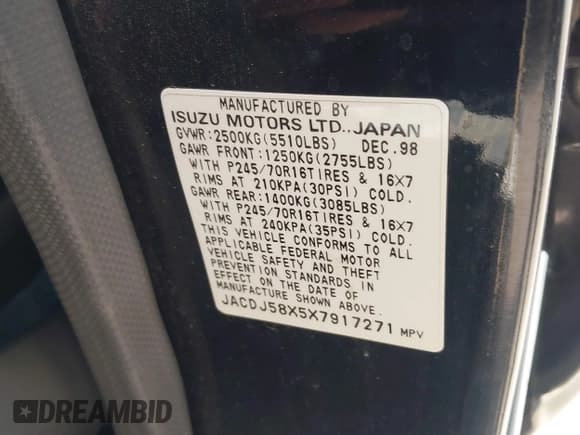 MANUFACTURED BY
ISUZU MOTORS LTD., JAPAN
GVWR:2500KG(5510LBS) DEC.98
GAWR FRONT:1250KG(2755LBS)
WITH P245/70R16TIRES & 16X7
RIMS AT 210KPA(30PSI) COLD.
GAWR REAR:1400KG(3085LBS)
WITH P245/70R16TIRES & 16X7
RIMS AT 240KPA(35PSI) COLD.
THIS VEHICLE CONFORMS TO ALL
APPLICABLE FEDERAL MOTOR
VEHICLE SAFETY AND THEFT
PREVENTION STANDARDS IN
EFFECT ON THE DATE OF
MANUFACTURE SHOWN ABOVE.
JACDJ58X5X7917271 MPV
DREAMBID